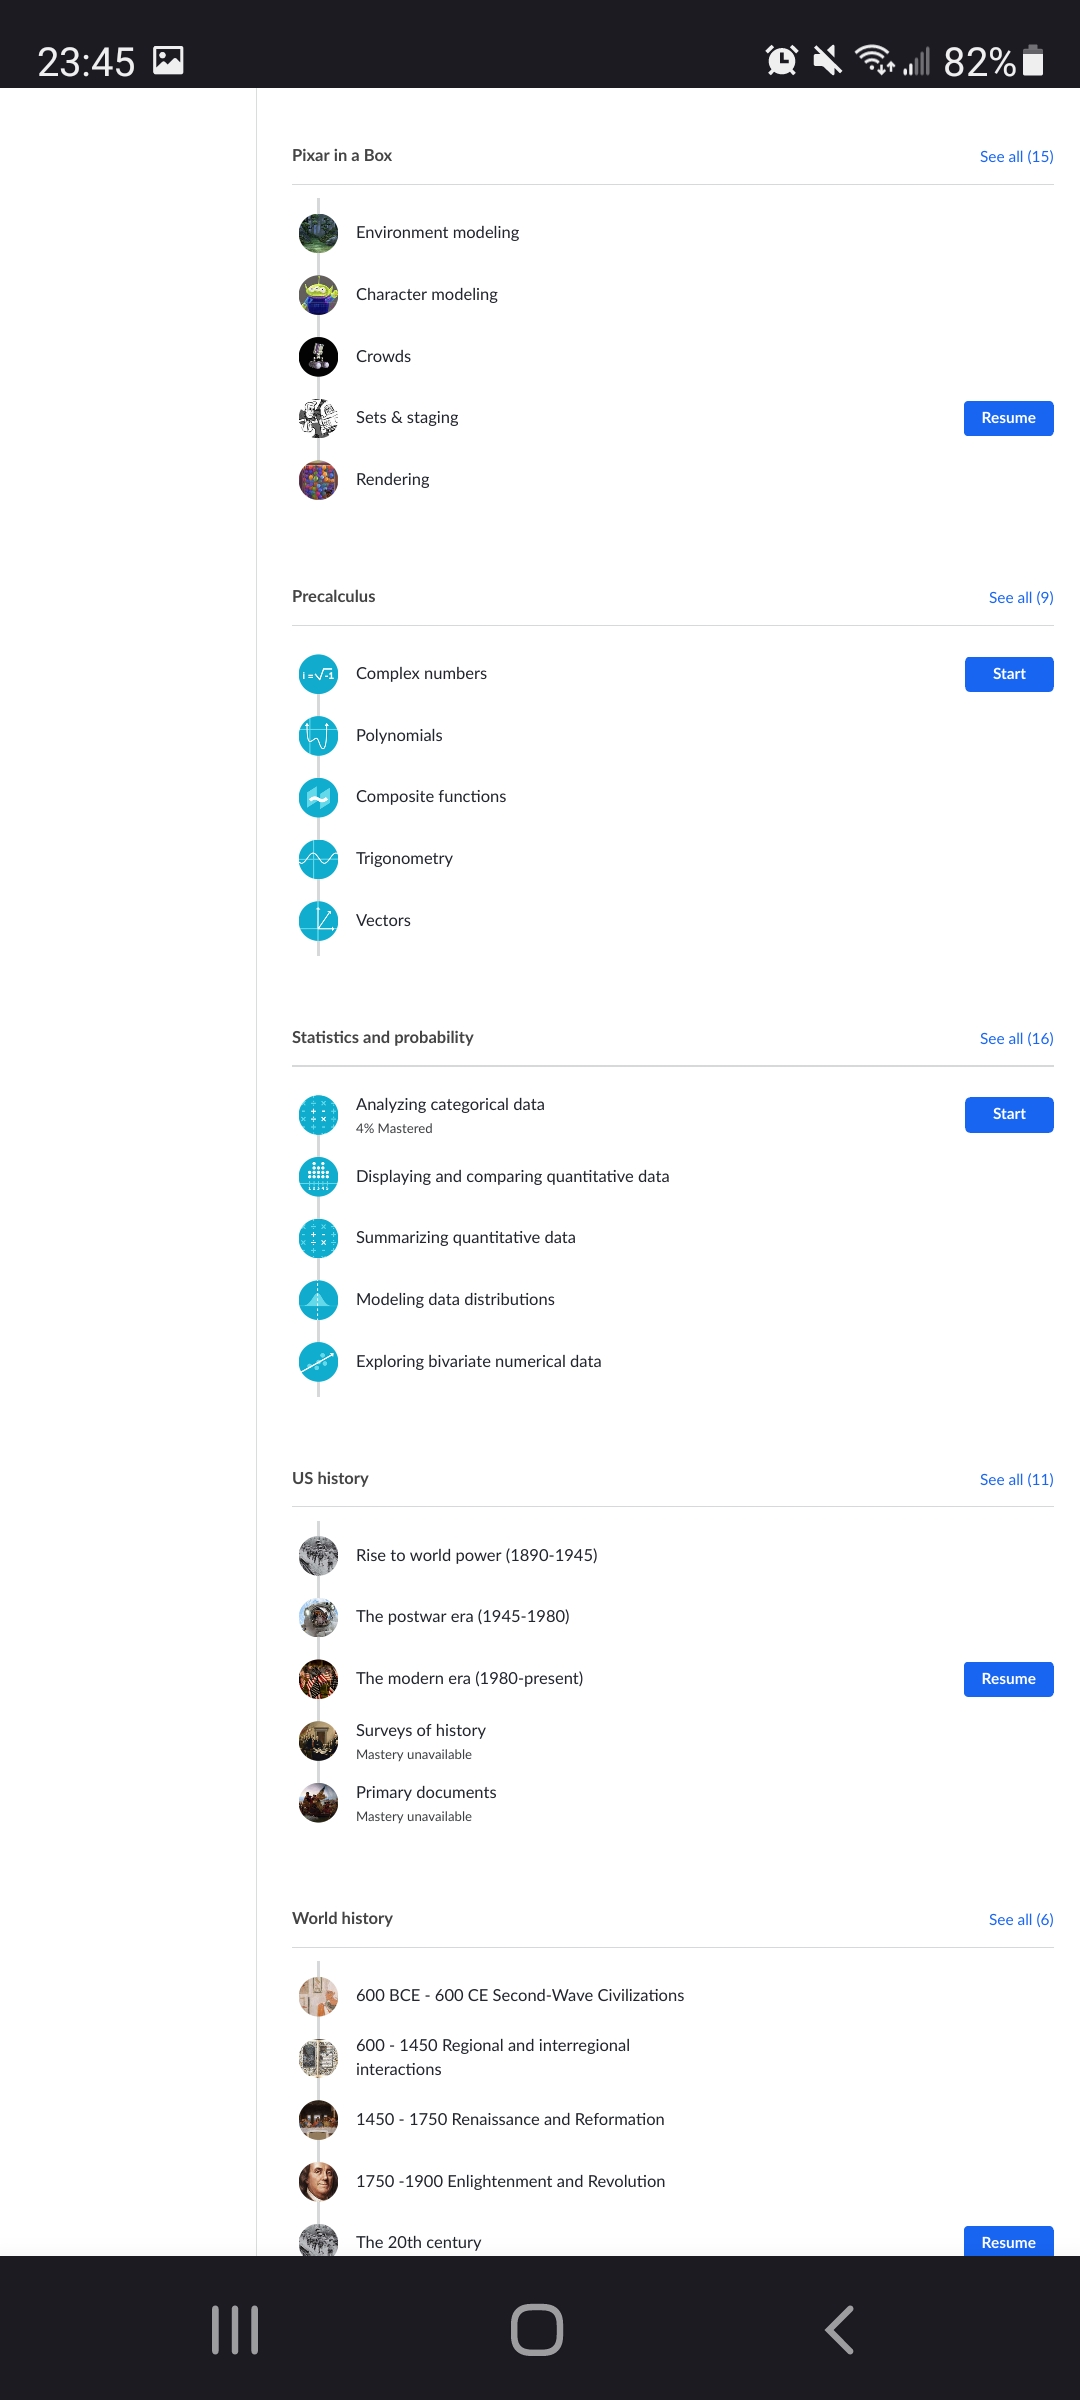 23:45
82%
Pixar in a Box
See all (15)
Environment modeling
Character modeling
Crowds
Sets & staging
Resume
Rendering
Precalculus
See all (9)
i = √-1
Complex numbers
Start
Polynomials
Composite functions
Trigonometry
Vectors
Statistics and probability
See all (16)
Analyzing categorical data
4% Mastered
Start
Displaying and comparing quantitative data
Summarizing quantitative data
Modeling data distributions
Exploring bivariate numerical data
US history
See all (11)
Rise to world power (1890-1945)
The postwar era (1945-1980)
The modern era (1980-present)
Resume
Surveys of history
Mastery unavailable
Primary documents
Mastery unavailable
World history
See all (6)
600 BCE - 600 CE Second-Wave Civilizations
600 - 1450 Regional and interregional
interactions
1450 - 1750 Renaissance and Reformation
1750 -1900 Enlightenment and Revolution
The 20th century
Resume